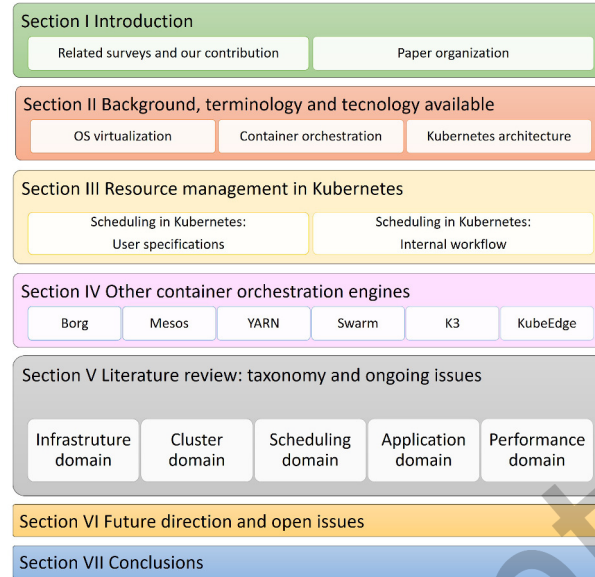 Section I Introduction
Related surveys and our contribution
Paper organization
Section II Background, terminology and tecnology available
OS virtualization
Container orchestration
Kubernetes architecture
Section III Resource management in Kubernetes
Scheduling in Kubernetes:
User specifications
Scheduling in Kubernetes:
Internal workflow
Section IV Other container orchestration engines
Borg
Mesos
YARN
Swarm
K3
KubeEdge
Section V Literature review: taxonomy and ongoing issues
Infrastruture
domain
Cluster
domain
Scheduling
domain
Application
domain
Performance
domain
Section VI Future direction and open issues
Section VII Conclusions